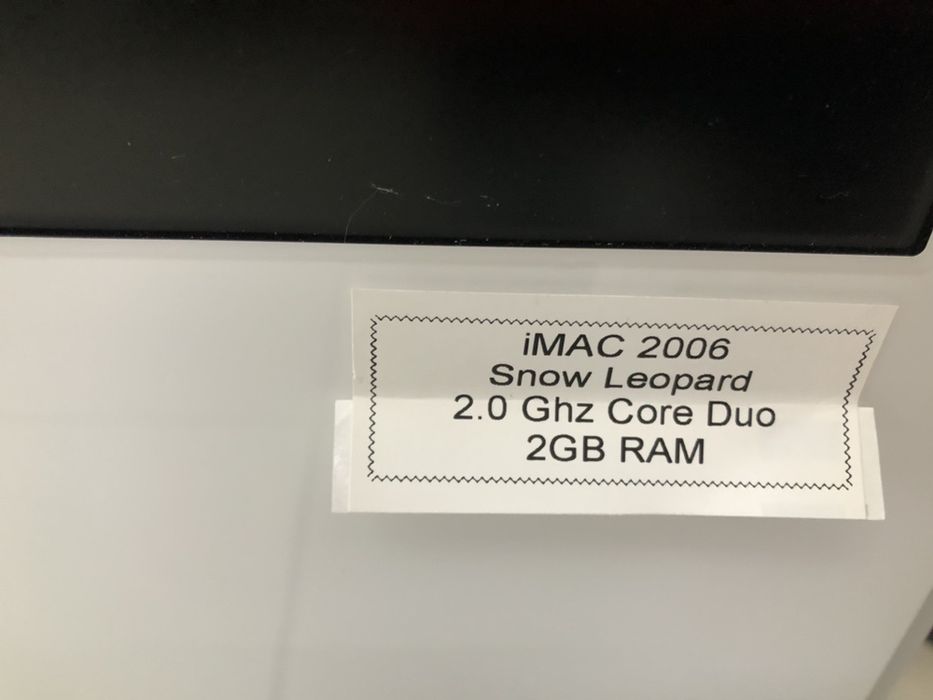 iMAC 2006
Snow Leopard
2.0 Ghz Core Duo
2GB RAM